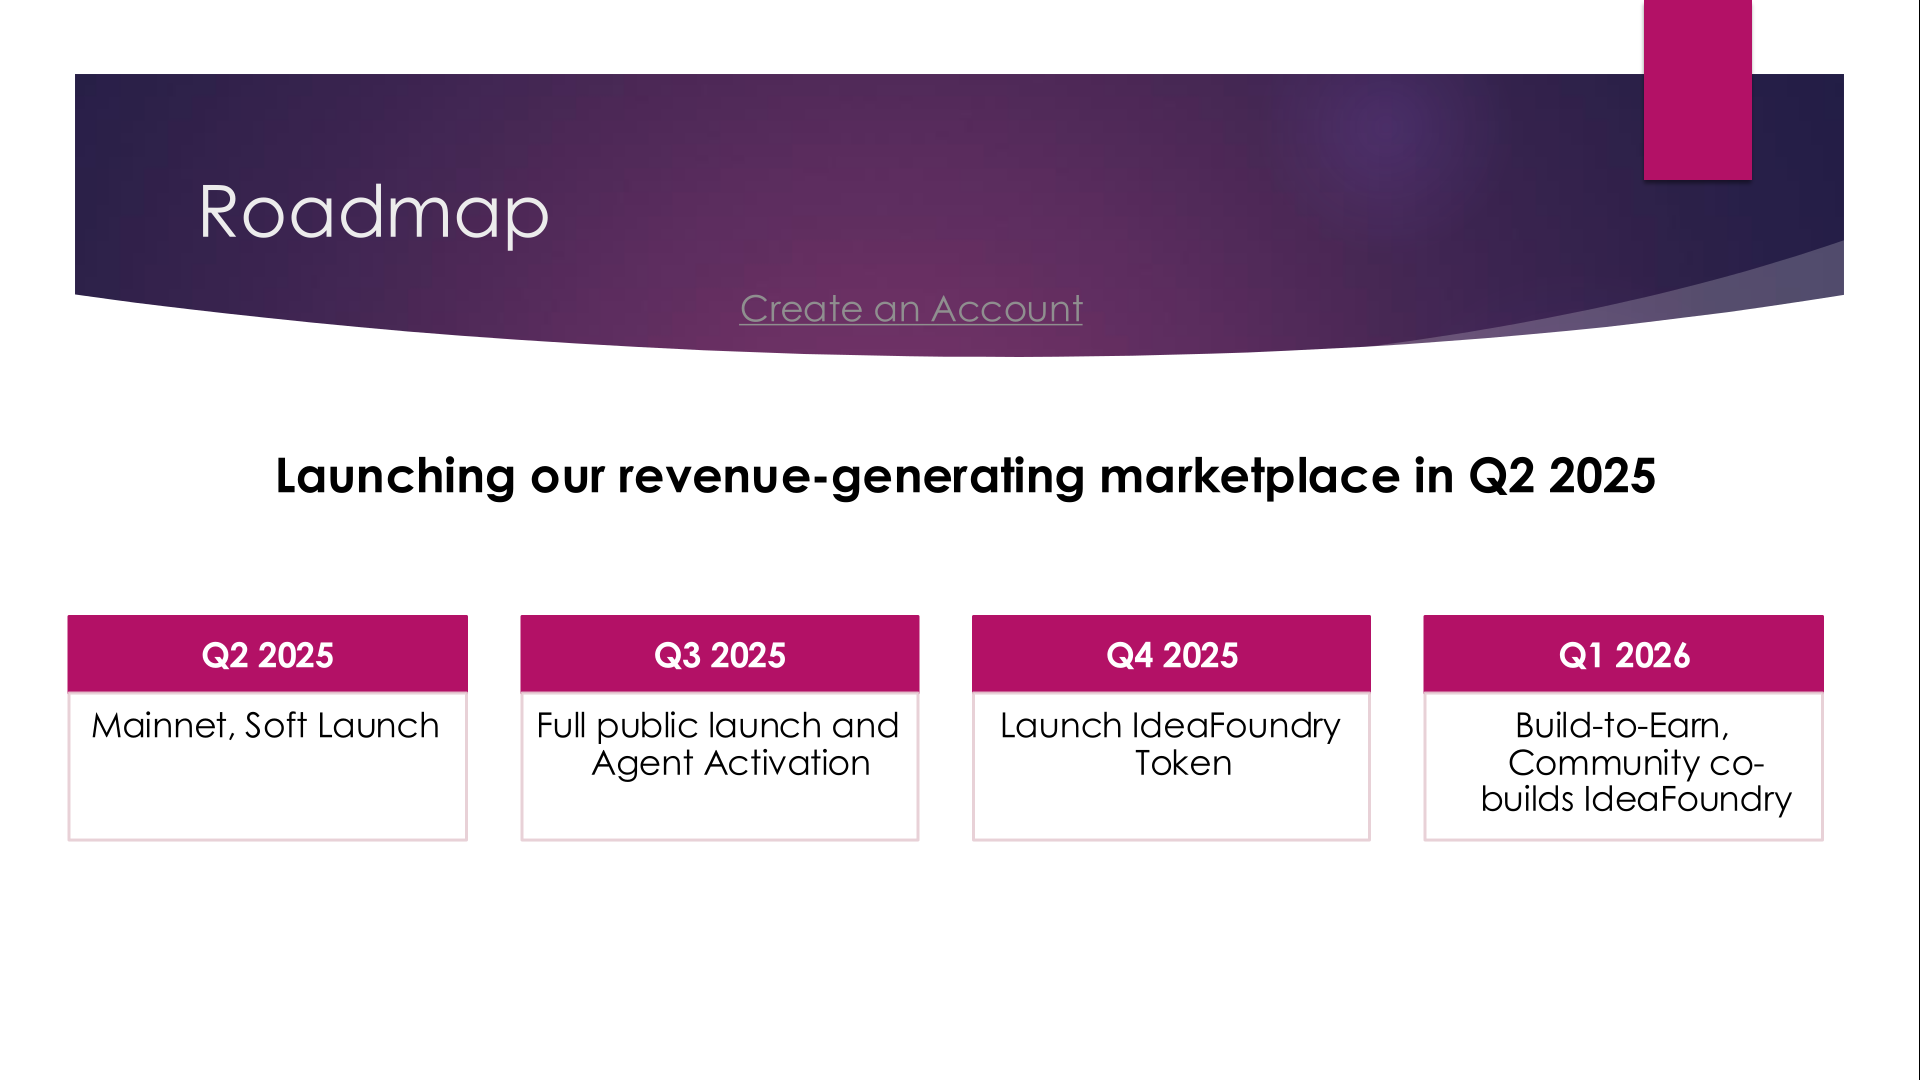 Roadmap
Create an Account
Launching our revenue-generating marketplace in Q2 2025
Q2 2025
Mainnet, Soft Launch
Q3 2025
Full public launch and
Agent Activation
Q4 2025
Launch IdeaFoundry
Token
Q1 2026
Build-to-Earn,
Community co-
builds IdeaFoundry